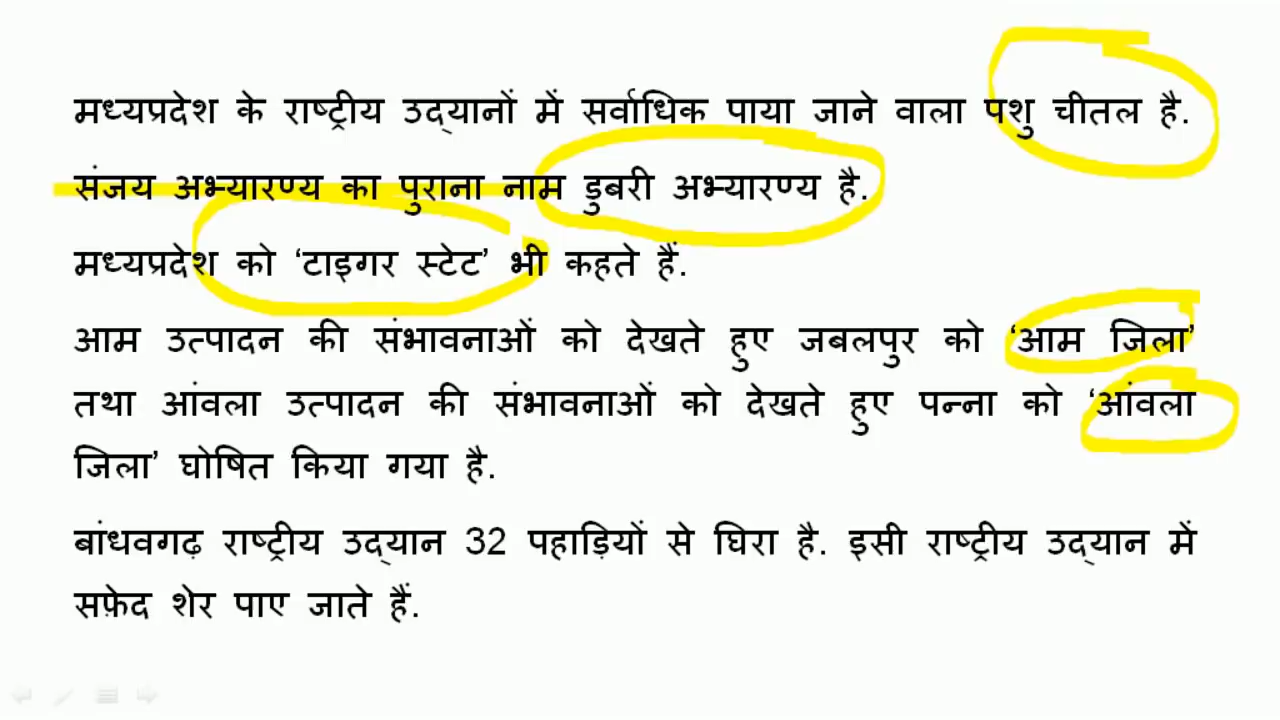 मध्यप्रदेश के राष्ट्रीय उद्यानों में सर्वाधिक पाया जाने वाला पशु चीतल है.
संजय अभ्यारण्य का पुराना नाम डुबरी अभ्यारण्य है.
मध्यप्रदेश को ‘टाइगर स्टेट’ भी कहते हैं.
आम उत्पादन की संभावनाओं को देखते हुए जबलपुर को ‘आम जिला’
तथा आंवला उत्पादन की संभावनाओं को देखते हुए पन्ना को ‘आंवला
जिला’ घोषित किया गया है.
बांधवगढ़ राष्ट्रीय उद्यान 32 पहाड़ियों से घिरा है. इसी राष्ट्रीय उद्यान में
सफ़ेद शेर पाए जाते हैं.